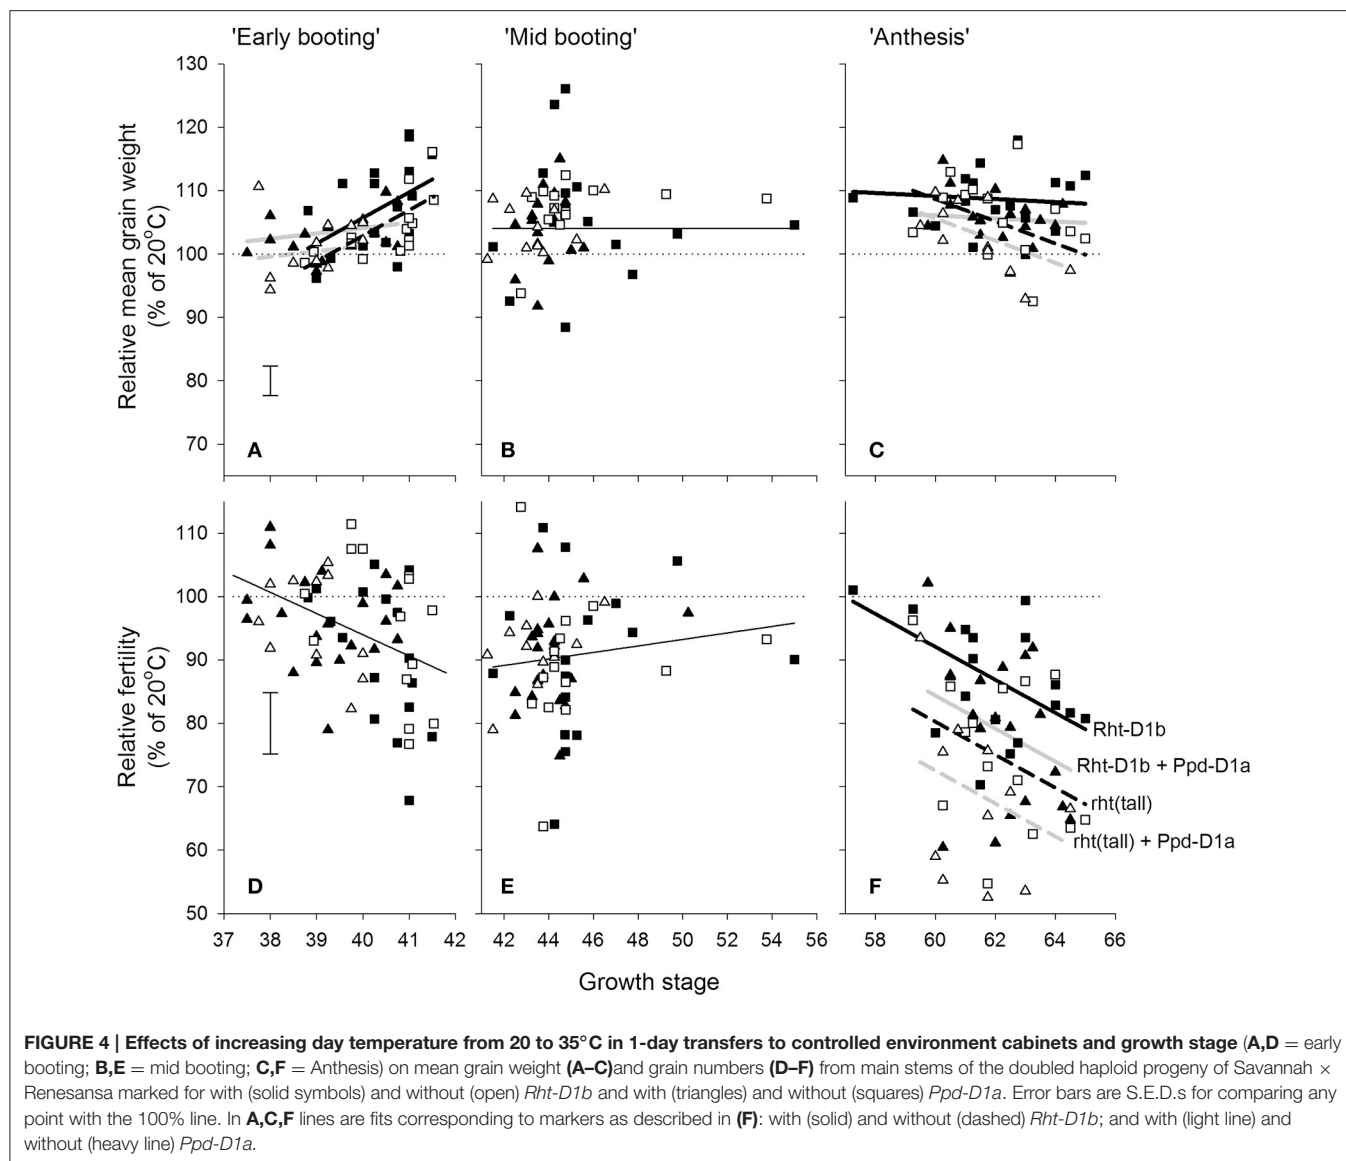 'Early booting' 'Mid booting' 'Anthesis'
Relative mean grain weight
(% of 20°C)
130
120
110
100
90
80
70
A
B
C
Relative fertility
(% of 20°C)
110
100
90
80
70
60
50
D
E
F
Rht-D1b
Rht-D1b + Ppd-D1a
rht(tall)
rht(tall) + Ppd-D1a
37 38 39 40 41 42
42 44 46 48 50 52 54 56
58 60 62 64 66
Growth stage
FIGURE 4 | Effects of increasing day temperature from 20 to 35°C in 1-day transfers to controlled environment cabinets and growth stage (A,D = early
booting; B,E = mid booting; C,F = Anthesis) on mean grain weight (A–C)and grain numbers (D–F) from main stems of the doubled haploid progeny of Savannah ×
Renesansa marked for with (solid symbols) and without (open) Rht-D1b and with (triangles) and without (squares) Ppd-D1a. Error bars are S.E.D.s for comparing any
point with the 100% line. In A,C,F lines are fits corresponding to markers as described in (F): with (solid) and without (dashed) Rht-D1b; and with (light line) and
without (heavy line) Ppd-D1a.